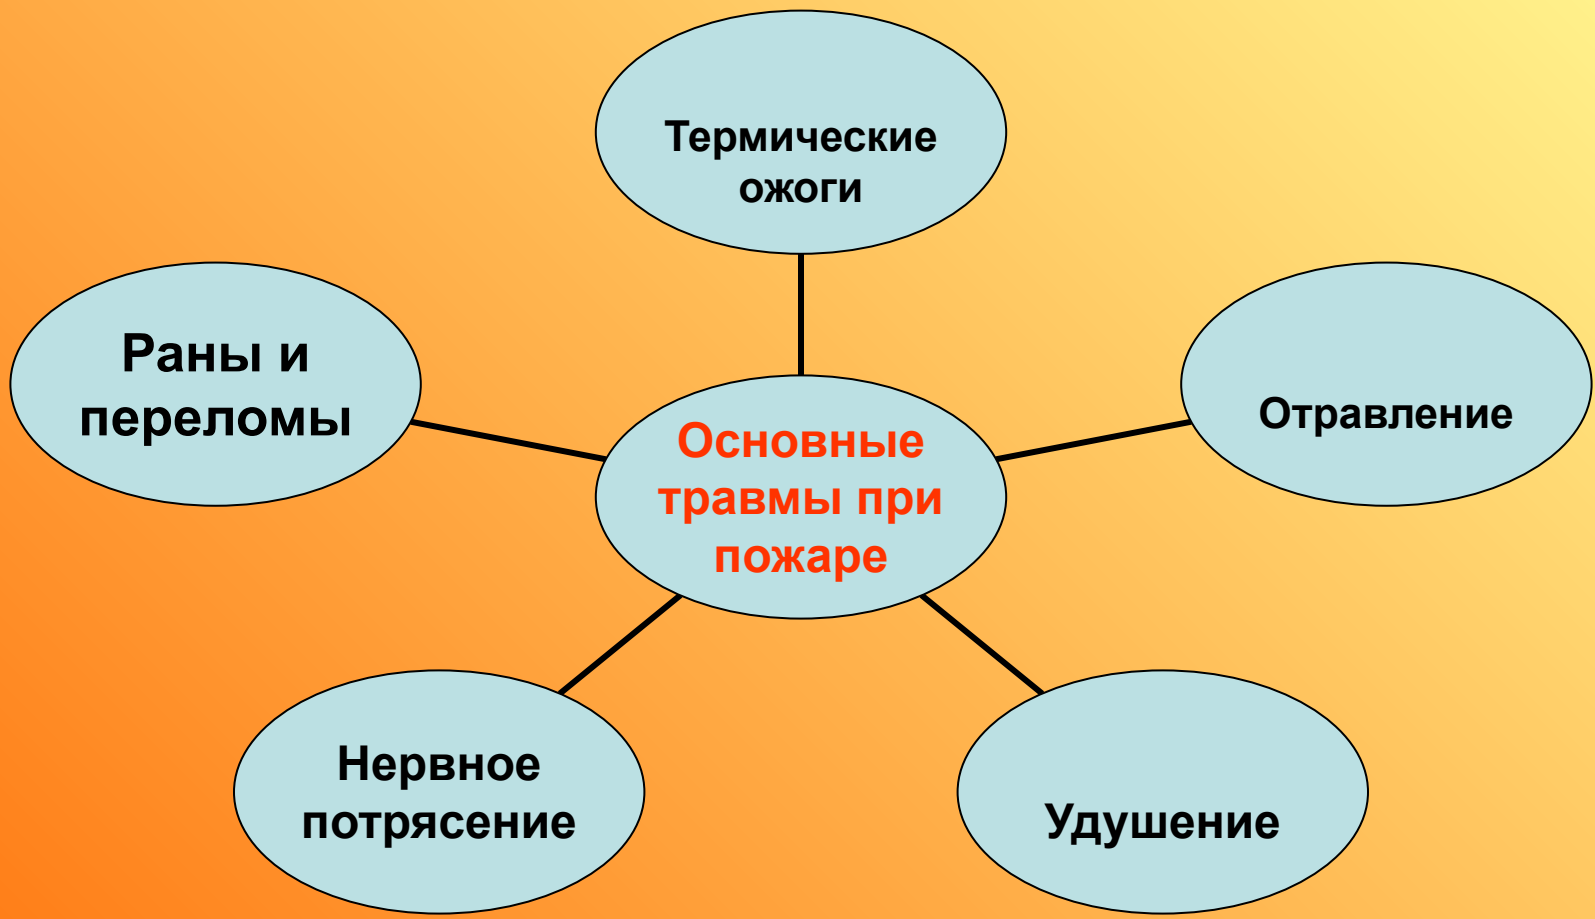 Термические
ожоги
Раны и
переломы
Отравление
Основные
травмы при
пожаре
Нервное
потрясение
Удушение